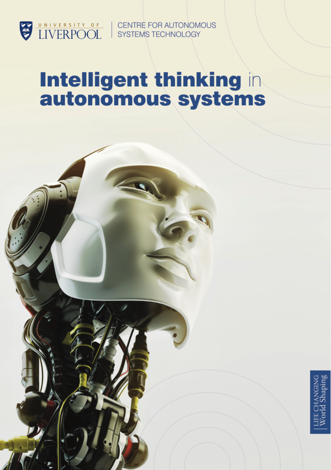 UNIVERSITY OF
LIVERPOOL
CENTRE FOR AUTONOMOUS
SYSTEMS TECHNOLOGY
Intelligent thinking in
autonomous systems
LIFE CHANGING
World Shaping